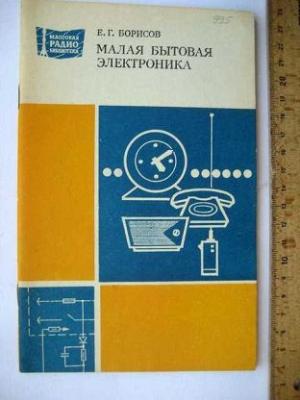 МАССОВАЯ
РАДИО
БИБЛИОТЕКА
Е. Г. БОРИСОВ
МАЛАЯ БЫТОВАЯ
ЭЛЕКТРОНИКА